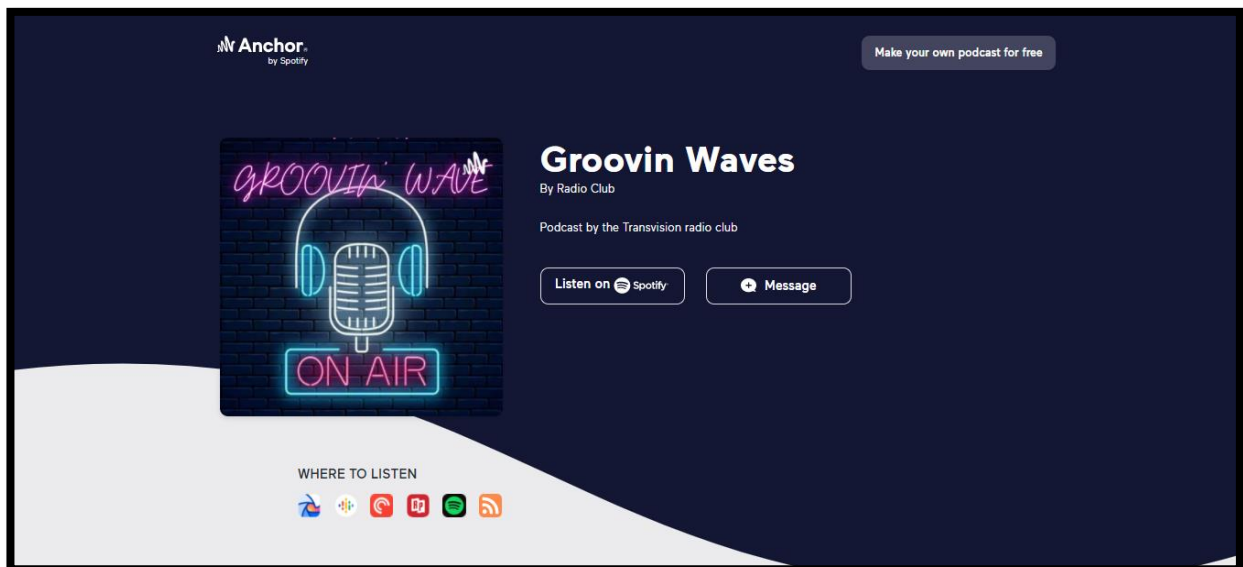 Anchor.
by Spotify
Make your own podcast for free
GROOVIN' WAVE
ON AIR
Groovin Waves
By Radio Club
Podcast by the Transvision radio club
Listen on Spotify
Message
WHERE TO LISTEN